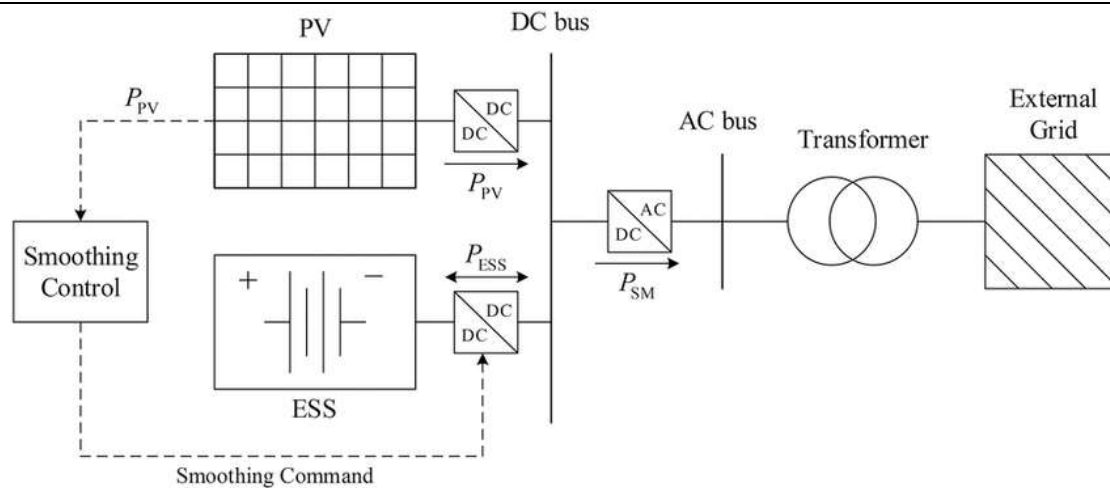 PV
DC bus
P_PV
DC
DC
P_PV
AC bus
Transformer
External
Grid
AC
DC
P_SM
Smoothing
Control
+
−
P_ESS
DC
DC
ESS
Smoothing Command